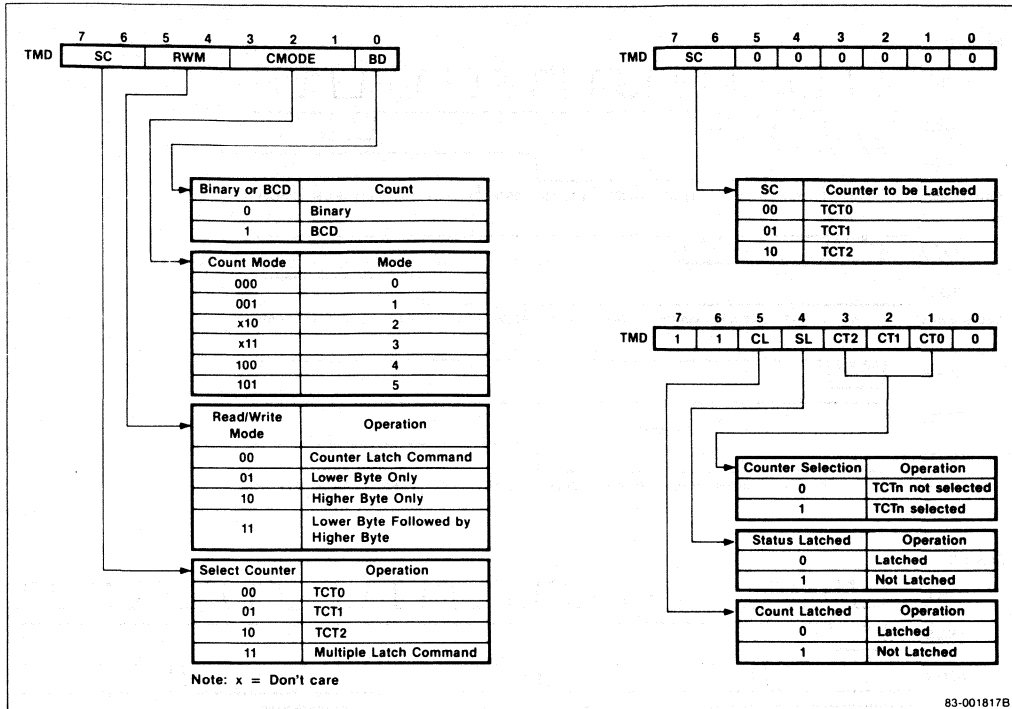 7 6 5 4 3 2 1 0
TMD SC RWM CMODE BD
Binary or BCD Count
0 Binary
1 BCD
Count Mode Mode
000 0
001 1
x10 2
x11 3
100 4
101 5
Read/Write
Mode
Operation
00 Counter Latch Command
01 Lower Byte Only
10 Higher Byte Only
11 Lower Byte Followed by
Higher Byte
Select Counter Operation
00 TCT0
01 TCT1
10 TCT2
11 Multiple Latch Command
Note: x = Don't care
7 6 5 4 3 2 1 0
TMD SC 0 0 0 0 0 0
SC Counter to be Latched
00 TCT0
01 TCT1
10 TCT2
7 6 5 4 3 2 1 0
TMD 1 1 CL SL CT2 CT1 CT0 0
Counter Selection Operation
0 TCTn not selected
1 TCTn selected
Status Latched Operation
0 Latched
1 Not Latched
Count Latched Operation
0 Latched
1 Not Latched
83-001817B